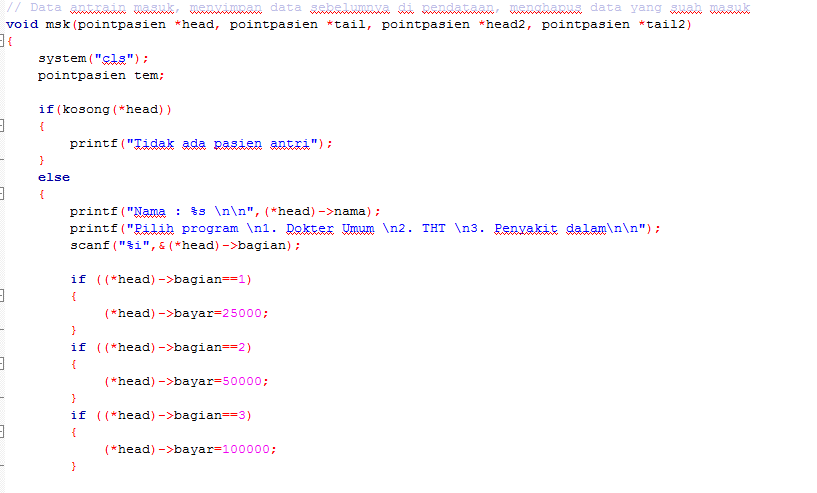 // Data antrain masuk, menyimpan data sebelumnya di pendataan, menghapus data yang suah masuk
void msk(pointpasien *head, pointpasien *tail, pointpasien *head2, pointpasien *tail2)
{
system("cls");
pointpasien tem;
if(kosong(*head))
{
printf("Tidak ada pasien antri");
}
else
{
printf("Nama : %s \n\n",(*head)->nama);
printf("Pilih program \n1. Dokter Umum \n2. THT \n3. Penyakit dalam\n\n");
scanf("%i",&(*head)->bagian);
if ((*head)->bagian==1)
{
(*head)->bayar=25000;
}
if ((*head)->bagian==2)
{
(*head)->bayar=50000;
}
if ((*head)->bagian==3)
{
(*head)->bayar=100000;
}